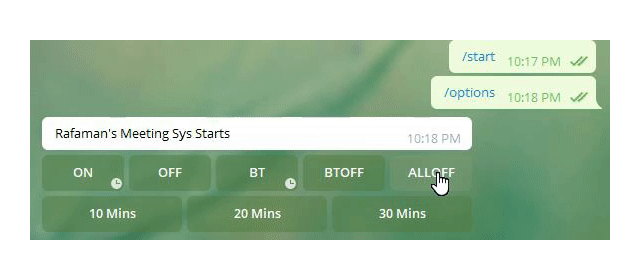 /start 10:17 PM
/options 10:18 PM
Rafaman's Meeting Sys Starts 10:18 PM
ON OFF BT BTOFF ALLOFF
10 Mins 20 Mins 30 Mins